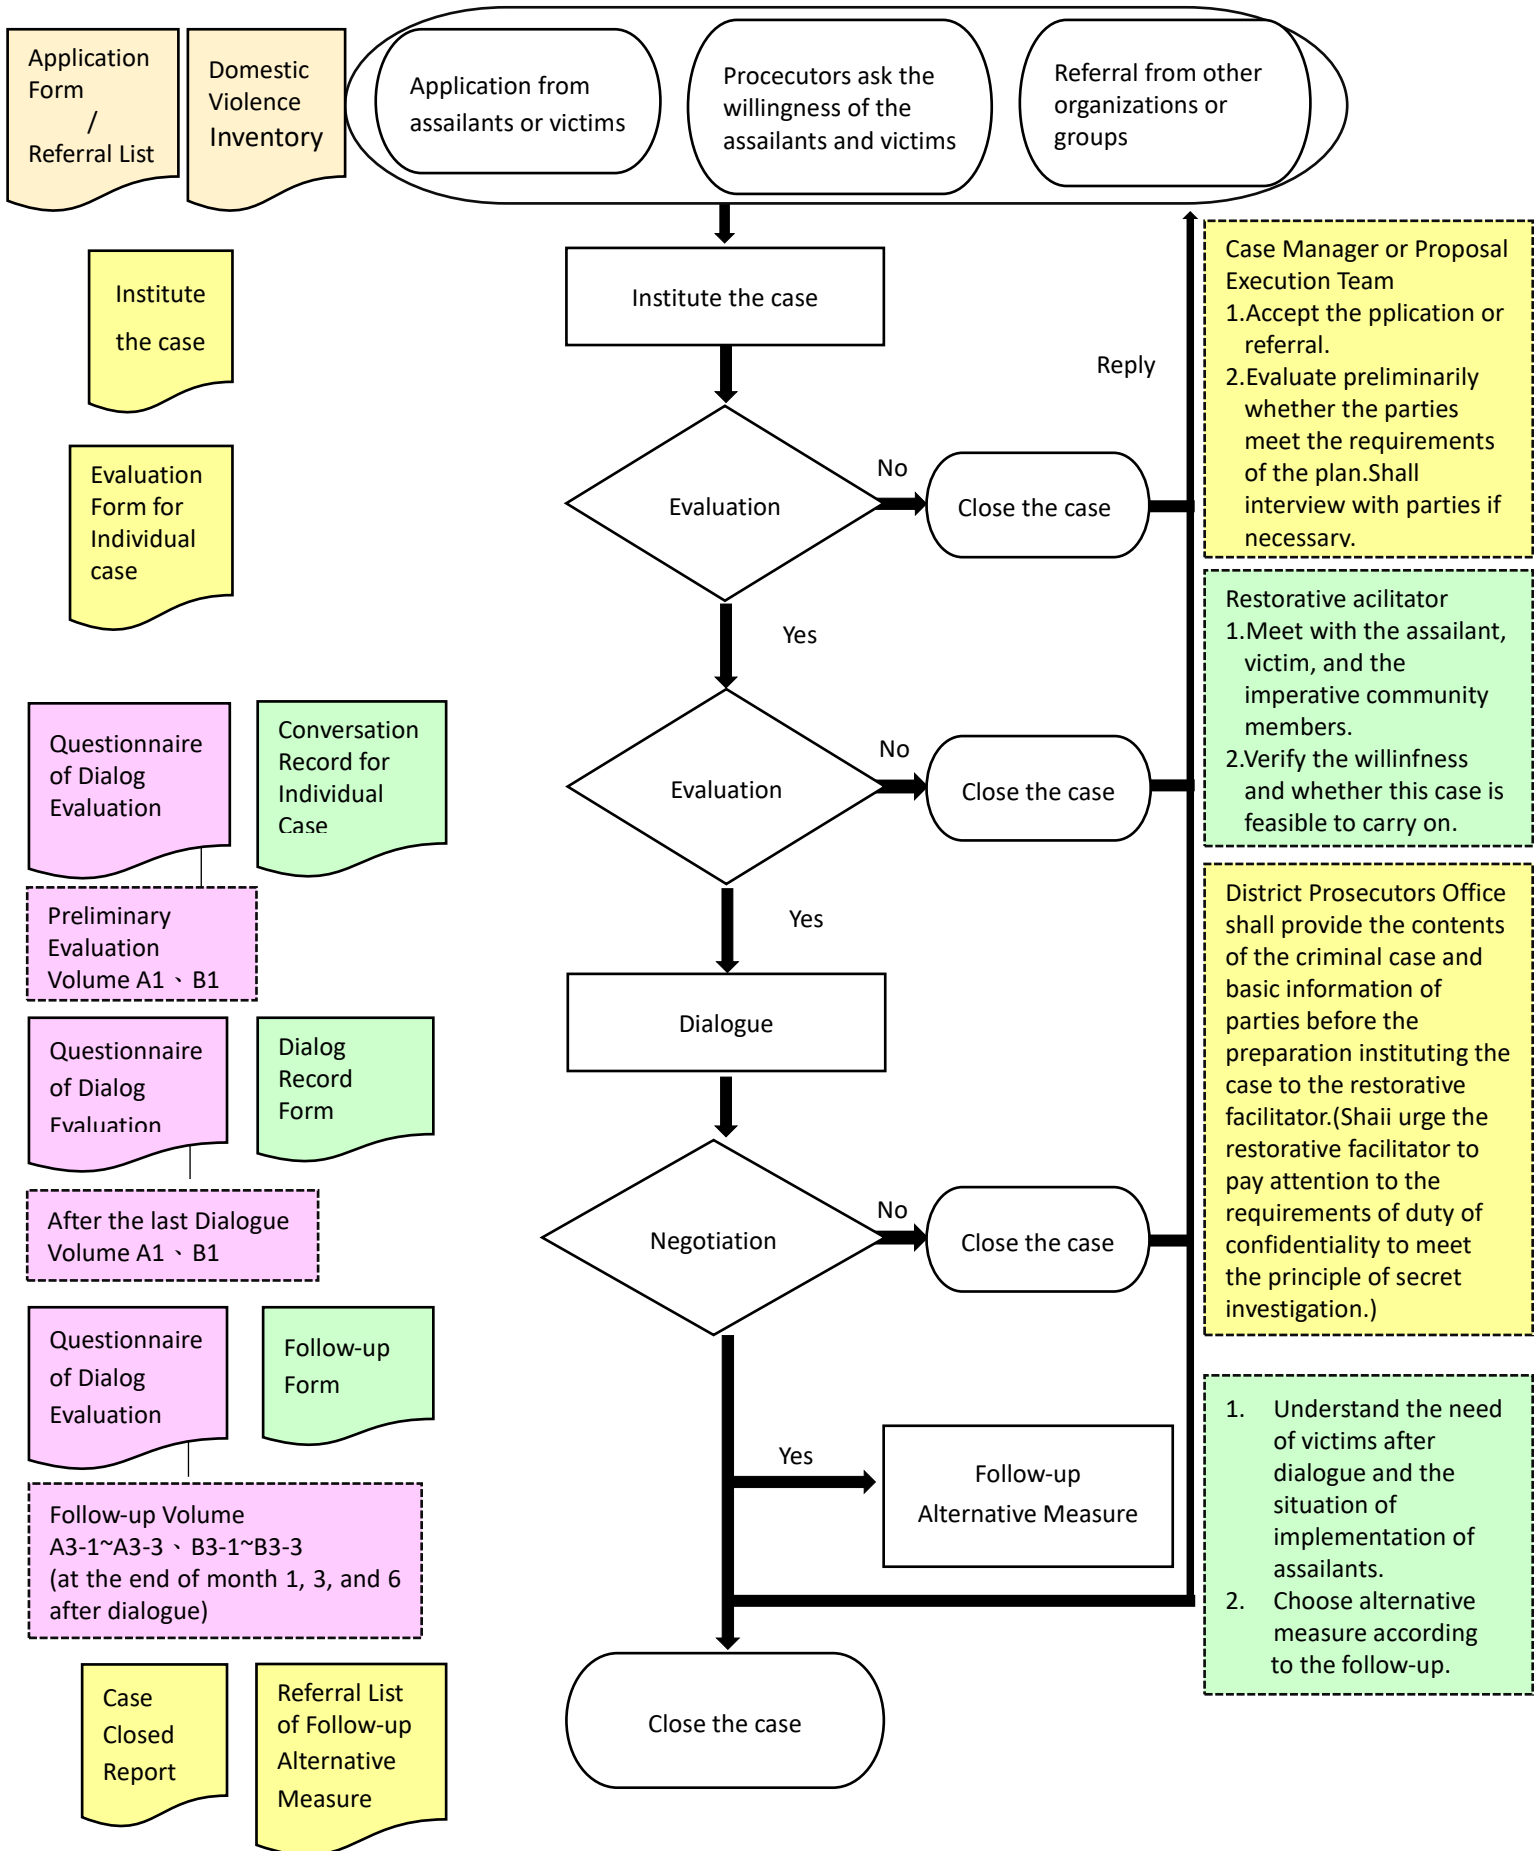 Application
Form
/
Referral List
Domestic
Violence
Inventory
Application from
assailants or victims
Procecutors ask the
willingness of the
assailants and victims
Referral from other
organizations or
groups
Institute
the case
Institute the case
Reply
Case Manager or Proposal
Execution Team
1.Accept the pplication or
referral.
2.Evaluate preliminarily
whether the parties
meet the requirements
of the plan.Shall
interview with parties if
necessary.
Evaluation
Form for
Individual
case
Evaluation
No
Close the case
Yes
Restorative acilitator
1.Meet with the assailant,
victim, and the
imperative community
members.
2.Verify the willinfness
and whether this case is
feasible to carry on.
Questionnaire
of Dialog
Evaluation
Conversation
Record for
Individual
Case
Evaluation
No
Close the case
Yes
Preliminary
Evaluation
Volume A1、B1
District Prosecutors Office
shall provide the contents
of the criminal case and
basic information of
parties before the
preparation instituting the
case to the restorative
facilitator.(Shaii urge the
restorative facilitator to
pay attention to the
requirements of duty of
confidentiality to meet
the principle of secret
investigation.)
Questionnaire
of Dialog
Evaluation
Dialog
Record
Form
Dialogue
After the last Dialogue
Volume A1、B1
Negotiation
No
Close the case
Questionnaire
of Dialog
Evaluation
Follow-up
Form
Yes
Follow-up
Alternative Measure
1. Understand the need
of victims after
dialogue and the
situation of
implementation of
assailants.
2. Choose alternative
measure according
to the follow-up.
Follow-up Volume
A3-1~A3-3、B3-1~B3-3
(at the end of month 1, 3, and 6
after dialogue)
Case
Closed
Report
Referral List
of Follow-up
Alternative
Measure
Close the case